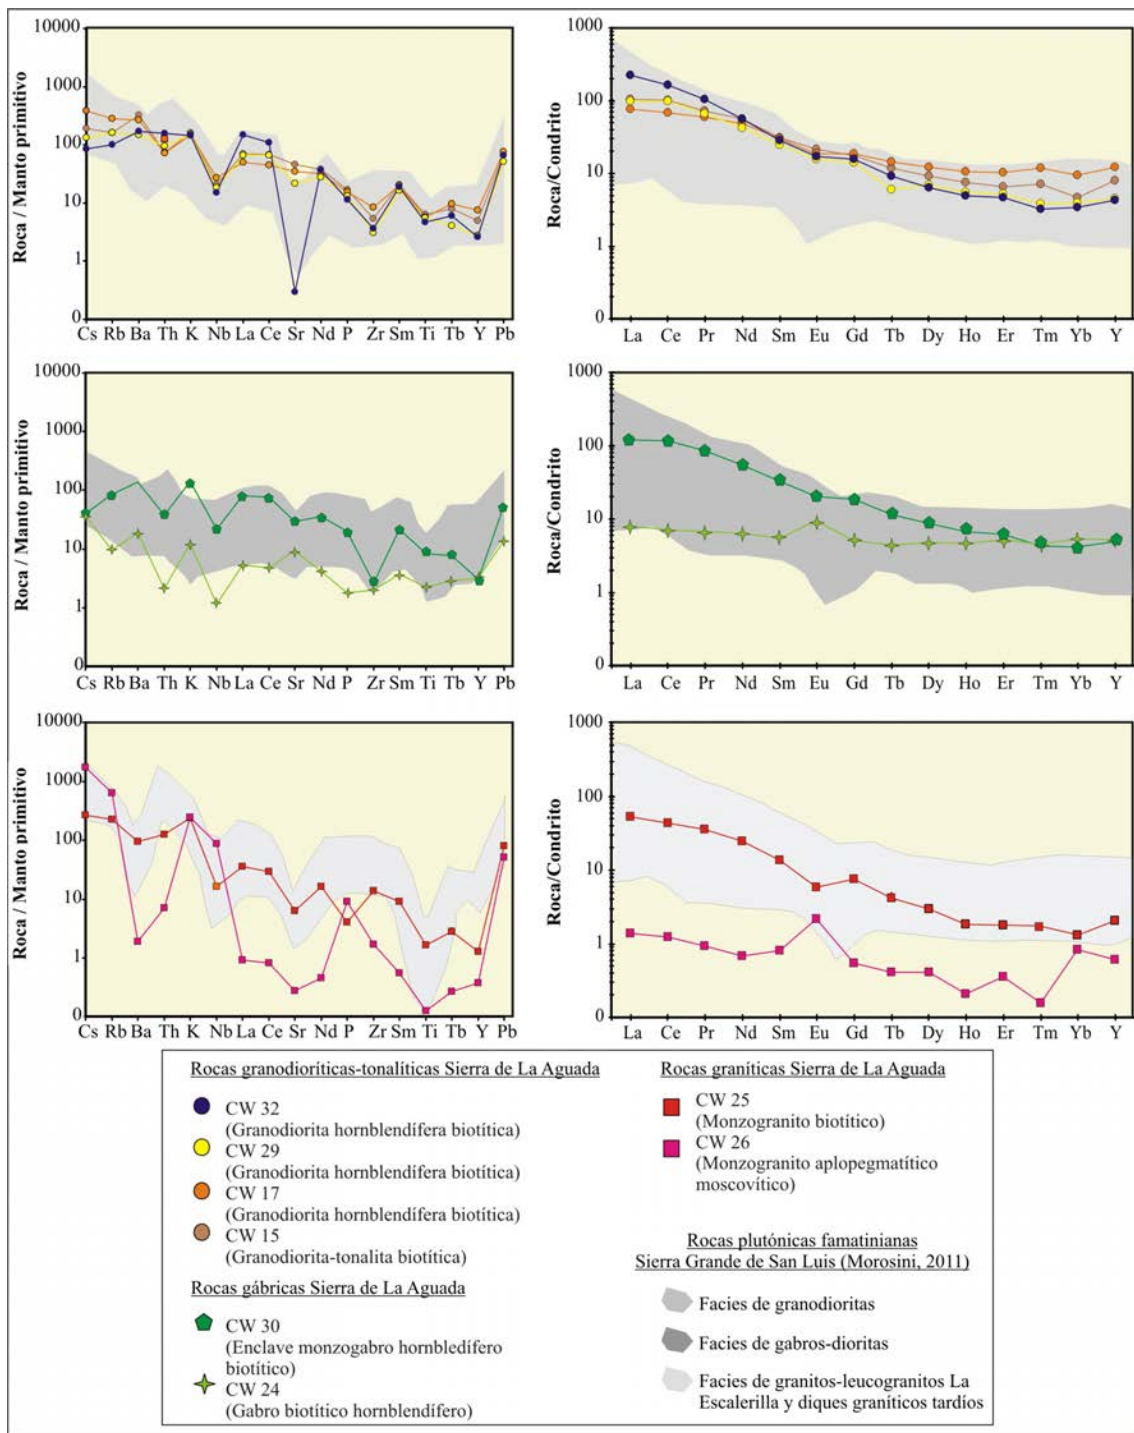 10000
1000
100
10
1
0
Roca / Manto primitivo
Cs Rb Ba Th K Nb La Ce Sr Nd P Zr Sm Ti Tb Y Pb
1000
100
10
1
0
Roca/Condrito
La Ce Pr Nd Sm Eu Gd Tb Dy Ho Er Tm Yb Y
10000
1000
100
10
1
0
Roca / Manto primitivo
Cs Rb Ba Th K Nb La Ce Sr Nd P Zr Sm Ti Tb Y Pb
1000
100
10
1
0
Roca/Condrito
La Ce Pr Nd Sm Eu Gd Tb Dy Ho Er Tm Yb Y
10000
1000
100
10
1
0
Roca / Manto primitivo
Cs Rb Ba Th K Nb La Ce Sr Nd P Zr Sm Ti Tb Y Pb
1000
100
10
1
0
Roca/Condrito
La Ce Pr Nd Sm Eu Gd Tb Dy Ho Er Tm Yb Y
Rocas granodioríticas-tonalíticas Sierra de La Aguada
CW 32
(Granodiorita hornblendífera biotítica)
CW 29
(Granodiorita hornblendífera biotítica)
CW 17
(Granodiorita hornblendífera biotítica)
CW 15
(Granodiorita-tonalita biotítica)
Rocas gábricas Sierra de La Aguada
CW 30
(Enclave monzogabro hornbledífero
biotítico)
CW 24
(Gabro biotítico hornblendífero)
Rocas graníticas Sierra de La Aguada
CW 25
(Monzogranito biotítico)
CW 26
(Monzogranito aplopegmatítico
moscovítico)
Rocas plutónicas famatinianas
Sierra Grande de San Luis (Morosini, 2011)
Facies de granodioritas
Facies de gabros-dioritas
Facies de granitos-leucogranitos La
Escalerilla y diques graníticos tardíos